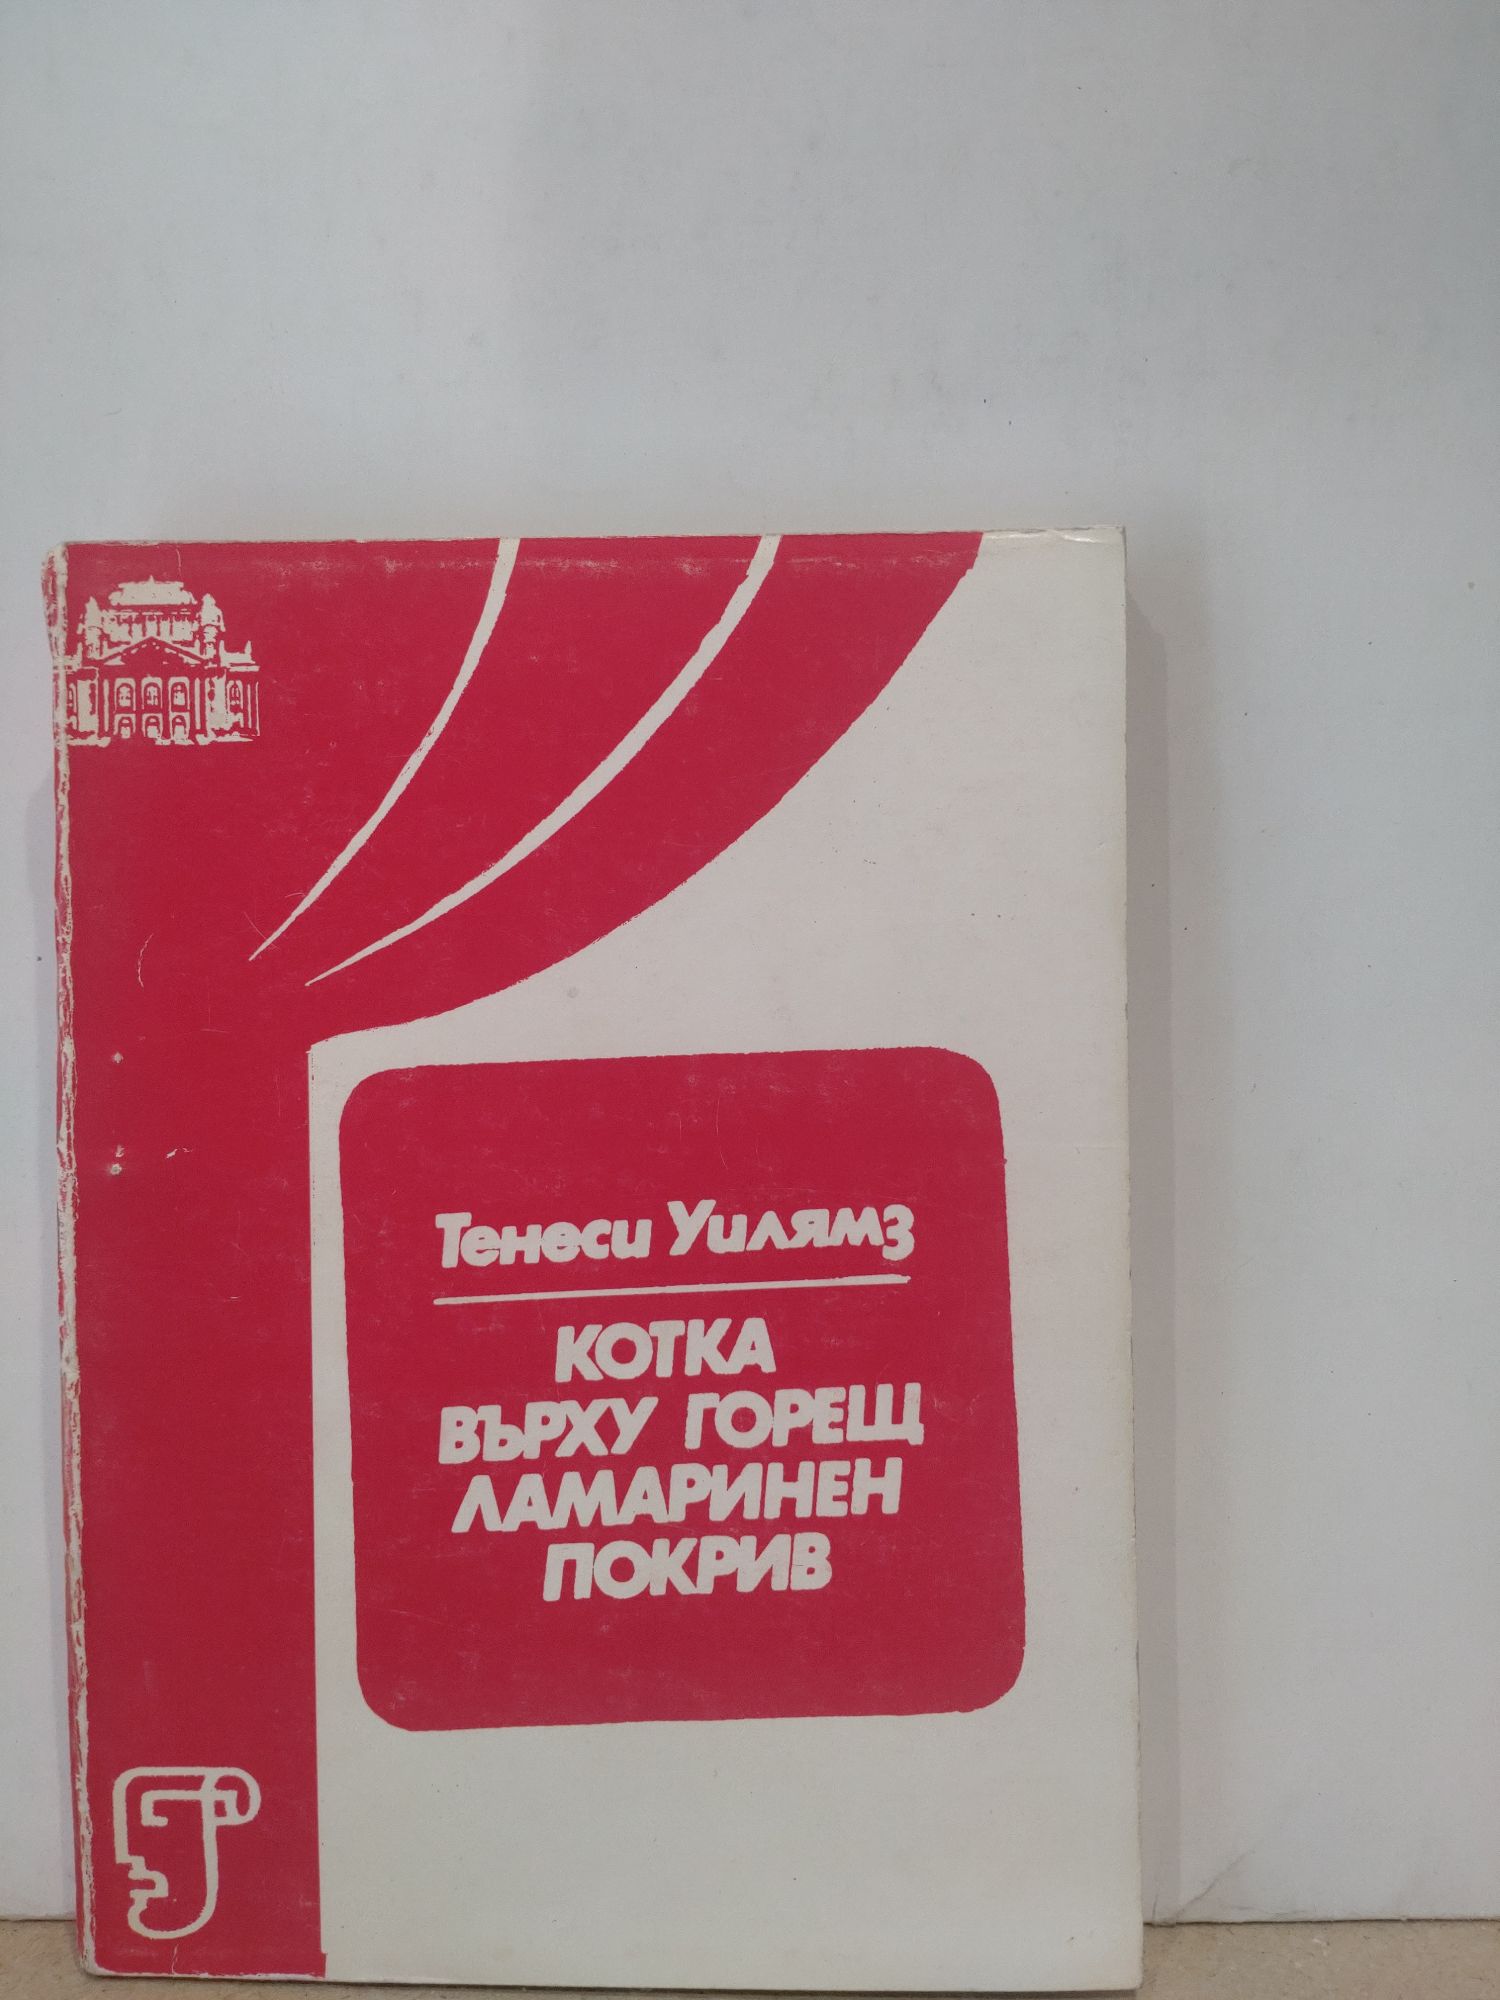 Тенеси Уилямз
КОТКА
ВЪРХУ ГОРЕЩ
ЛАМАРИНЕН
ПОКРИВ